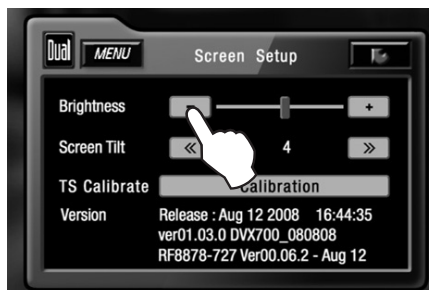 Dual MENU Screen Setup
Brightness - +
Screen Tilt « 4 »
TS Calibrate Calibration
Version Release : Aug 12 2008 16:44:35
ver01.03.0 DVX700_080808
RF8878-727 Ver00.06.2 - Aug 12